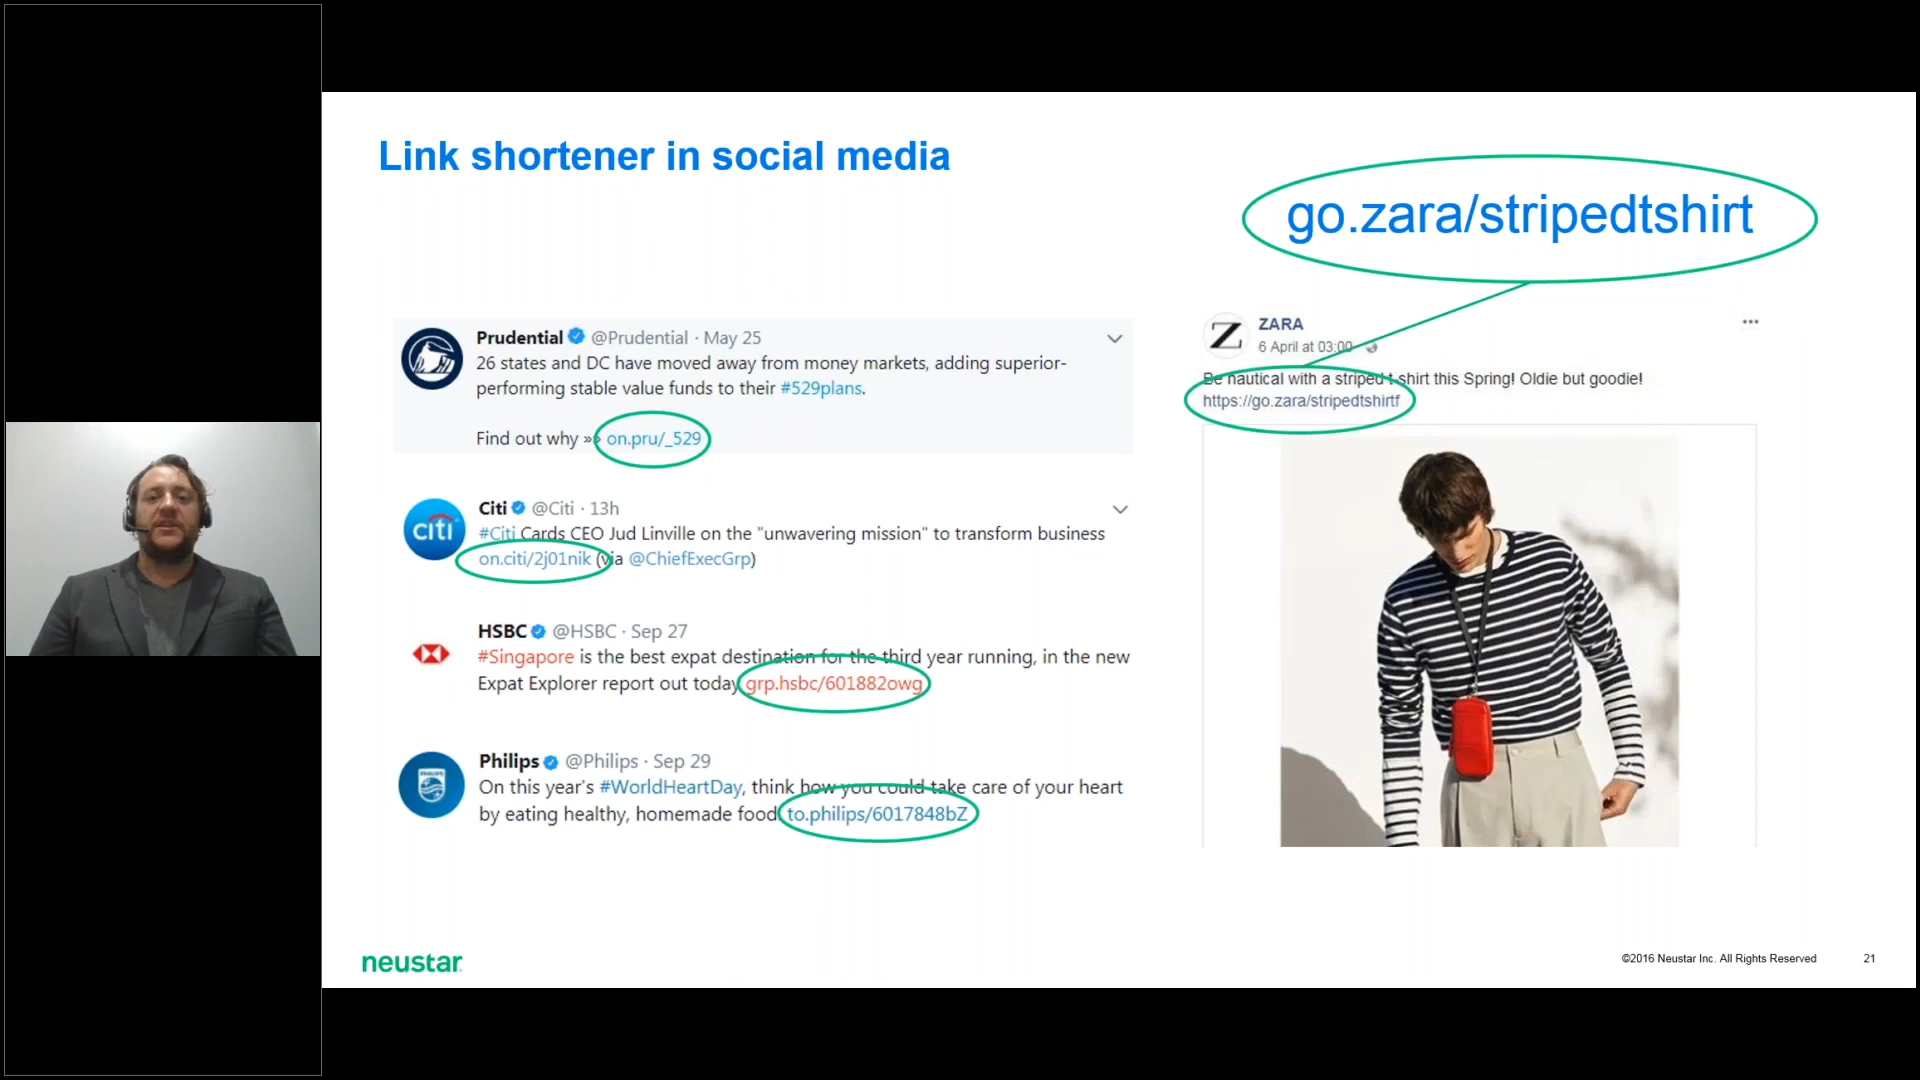 Link shortener in social media
go.zara/stripedtshirt
Prudential @Prudential · May 25
26 states and DC have moved away from money markets, adding superior-
performing stable value funds to their #529plans.
Find out why »» on.pru/_529
citi
Citi @Citi · 13h
#Citi Cards CEO Jud Linville on the "unwavering mission" to transform business
on.citi/2j01nik (via @ChiefExecGrp)
HSBC @HSBC · Sep 27
#Singapore is the best expat destination for the third year running, in the new
Expat Explorer report out today grp.hsbc/601882owg
PHILIPS
Philips @Philips · Sep 29
On this year's #WorldHeartDay, think how you could take care of your heart
by eating healthy, homemade food. to.philips/6017848bZ
Z
ZARA
6 April at 03:00
Be nautical with a striped t-shirt this Spring! Oldie but goodie!
https://go.zara/stripedtshirtf
neustar
©2016 Neustar Inc. All Rights Reserved
21